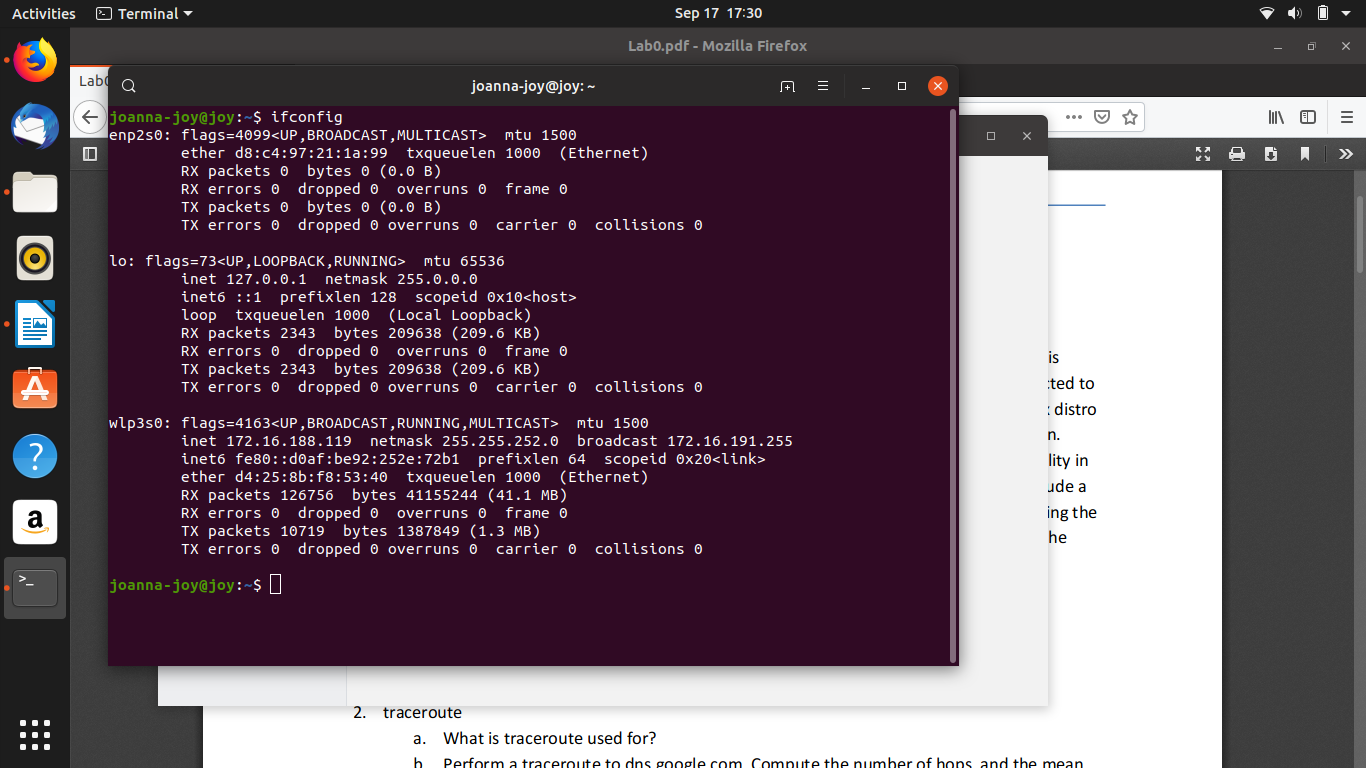 Activities
Terminal
Sep 17 17:30
Lab0.pdf - Mozilla Firefox
Lab0
joanna-joy@joy: ~
joanna-joy@joy:~$ ifconfig
enp2s0: flags=4099<UP,BROADCAST,MULTICAST>  mtu 1500
        ether d8:c4:97:21:1a:99  txqueuelen 1000  (Ethernet)
        RX packets 0  bytes 0 (0.0 B)
        RX errors 0  dropped 0  overruns 0  frame 0
        TX packets 0  bytes 0 (0.0 B)
        TX errors 0  dropped 0 overruns 0  carrier 0  collisions 0
lo: flags=73<UP,LOOPBACK,RUNNING>  mtu 65536
        inet 127.0.0.1  netmask 255.0.0.0
        inet6 ::1  prefixlen 128  scopeid 0x10<host>
        loop  txqueuelen 1000  (Local Loopback)
        RX packets 2343  bytes 209638 (209.6 KB)
        RX errors 0  dropped 0  overruns 0  frame 0
        TX packets 2343  bytes 209638 (209.6 KB)
        TX errors 0  dropped 0 overruns 0  carrier 0  collisions 0
wlp3s0: flags=4163<UP,BROADCAST,RUNNING,MULTICAST>  mtu 1500
        inet 172.16.188.119  netmask 255.255.252.0  broadcast 172.16.191.255
        inet6 fe80::d0af:be92:252e:72b1  prefixlen 64  scopeid 0x20<link>
        ether d4:25:8b:f8:53:40  txqueuelen 1000  (Ethernet)
        RX packets 126756  bytes 41155244 (41.1 MB)
        RX errors 0  dropped 0  overruns 0  frame 0
        TX packets 10719  bytes 1387849 (1.3 MB)
        TX errors 0  dropped 0 overruns 0  carrier 0  collisions 0
joanna-joy@joy:~$
is
cted to
distro
n.
lity in
ude a
ing the
he
2. traceroute
a. What is traceroute used for?
b. Perform a traceroute to dns.google.com. Compute the number of hops, and the mean